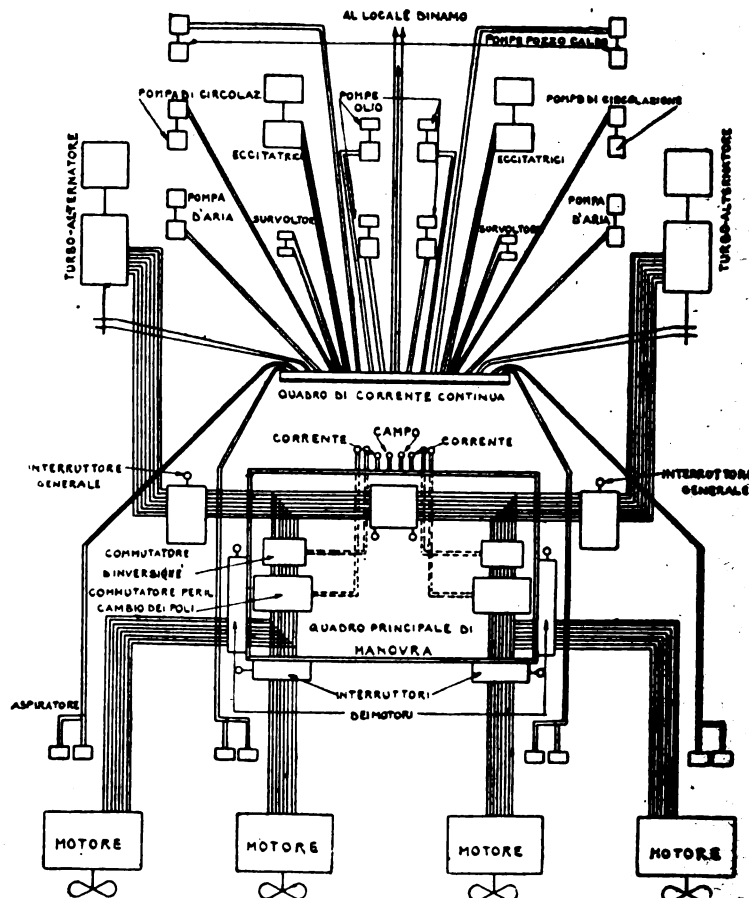 AL LOCALE DINAMO
POMPE POZZO CALDO
POMPA DI CIRCOLAZ
POMPE
OLIO
POMPA DI CIRCOLAZIONE
ECCITATRICI
ECCITATRICI
TURBO-ALTERNATORE
TURBO-ALTERNATORE
POMPA
D'ARIA
SURVOLTORE
SURVOLTORE
POMPA
D'ARIA
QUADRO DI CORRENTE CONTINUA
CAMPO
CORRENTE
CORRENTE
INTERRUTTORE
GENERALE
INTERRUTTORE
GENERALE
COMMUTATORE
D'INVERSIONE
COMMUTATORE PER IL
CAMBIO DEI POLI
QUADRO PRINCIPALE DI
MANOVRA
INTERRUTTORI
DEI MOTORI
ASPIRATORE
MOTORE
MOTORE
MOTORE
MOTORE